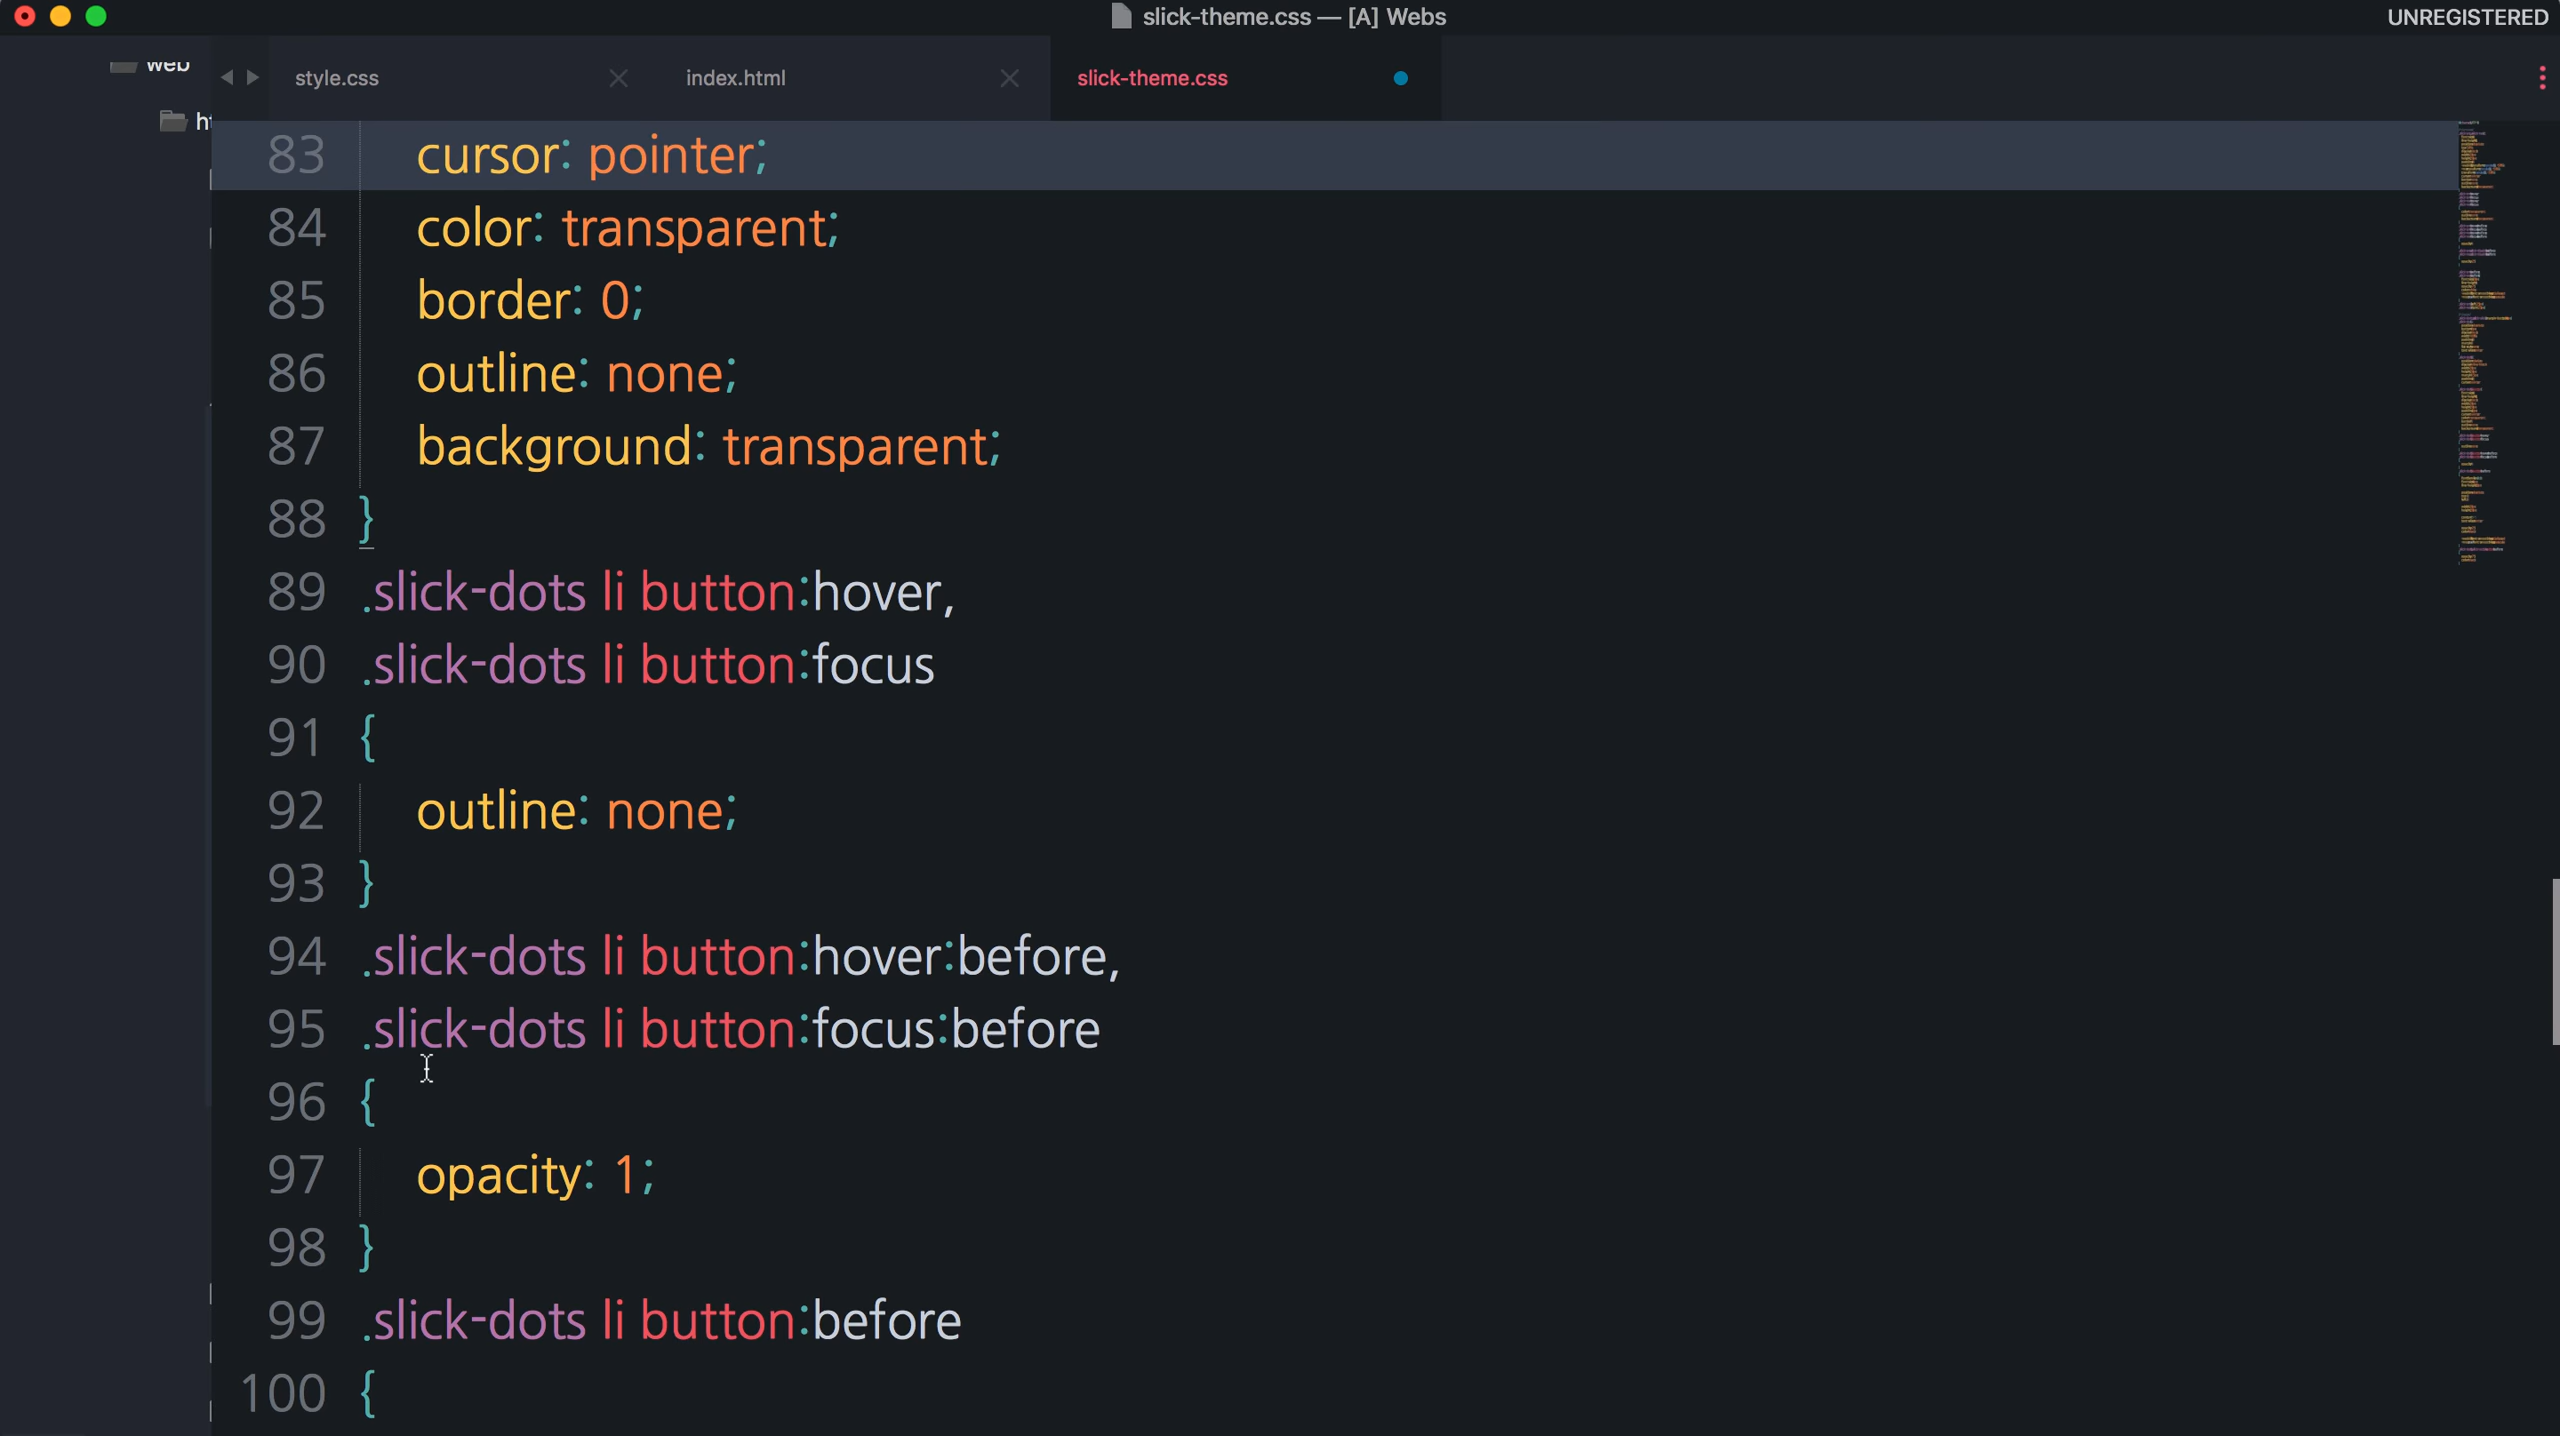 slick-theme.css — [A] Webs
UNREGISTERED
web
style.css
index.html
slick-theme.css
83 cursor: pointer;
84 color: transparent;
85 border: 0;
86 outline: none;
87 background: transparent;
88 }
89 .slick-dots li button:hover,
90 .slick-dots li button:focus
91 {
92 outline: none;
93 }
94 .slick-dots li button:hover:before,
95 .slick-dots li button:focus:before
96 {
97 opacity: 1;
98 }
99 .slick-dots li button:before
100 {